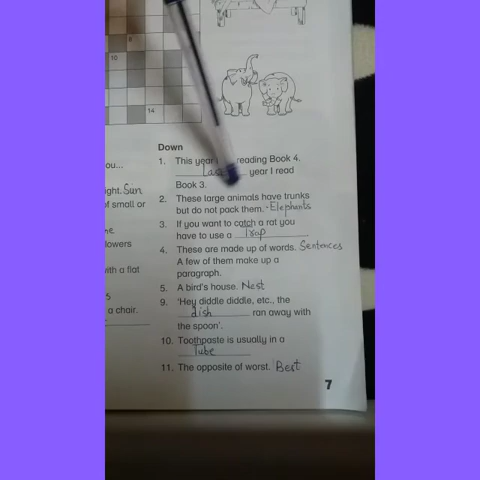 10
14
Down
ou...
1. This year reading Book 4.
Last year I read
Book 3.
ight. Sun
2. These large animals have trunks
of small or
but do not pack them. - Elephants
3. If you want to catch a rat you
have to use a Trap
lowers
4. These are made up of words. Sentences
A few of them make up a
with a flat
paragraph.
5. A bird's house. Nest
9. 'Hey diddle diddle, etc., the
a chair.
dish ran away with
the spoon'.
10. Toothpaste is usually in a
Tube
11. The opposite of worst. Best
7